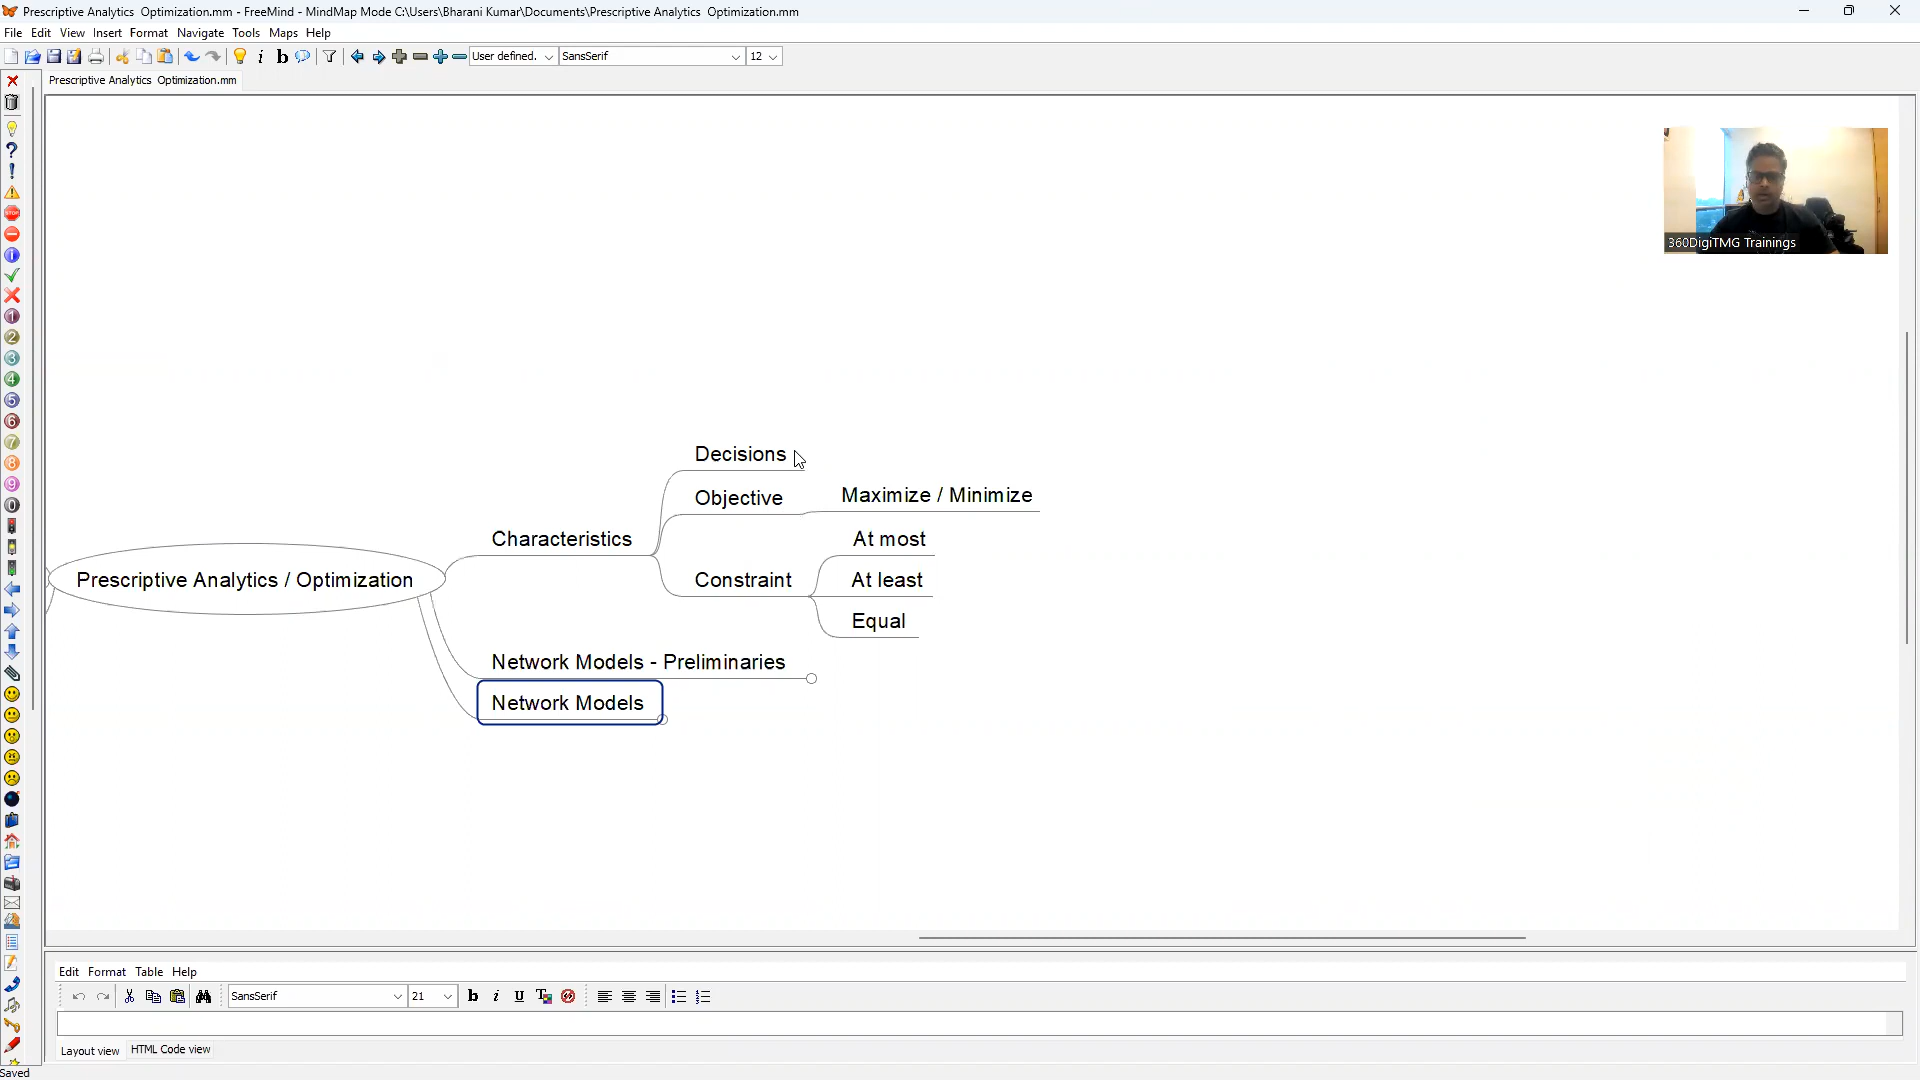 Prescriptive Analytics  Optimization.mm - FreeMind - MindMap Mode C:\Users\Bharani Kumar\Documents\Prescriptive Analytics  Optimization.mm
File Edit View Insert Format Navigate Tools Maps Help
User defined. SansSerif 12
Prescriptive Analytics  Optimization.mm
360DigiTMG Trainings
Decisions
Objective
Maximize / Minimize
Characteristics
At most
Prescriptive Analytics / Optimization
Constraint
At least
Equal
Network Models - Preliminaries
Network Models
Edit Format Table Help
SansSerif 21
Layout view HTML Code view
Saved